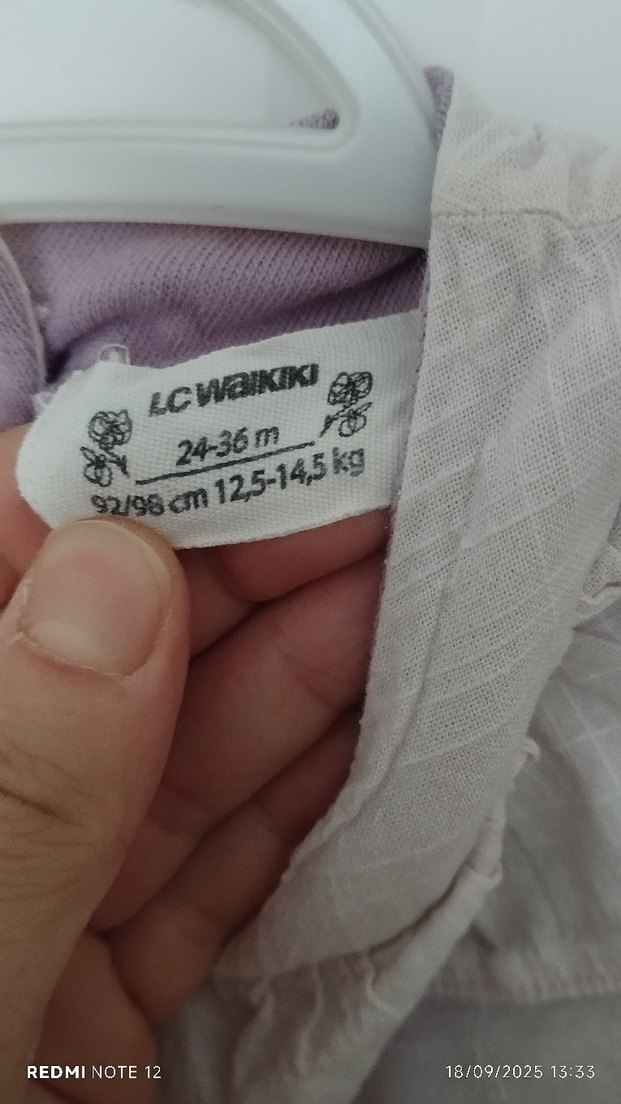 LC WAIKIKI
24-36 m
92/98 cm 12,5-14,5 kg
REDMI NOTE 12
18/09/2025 13:33